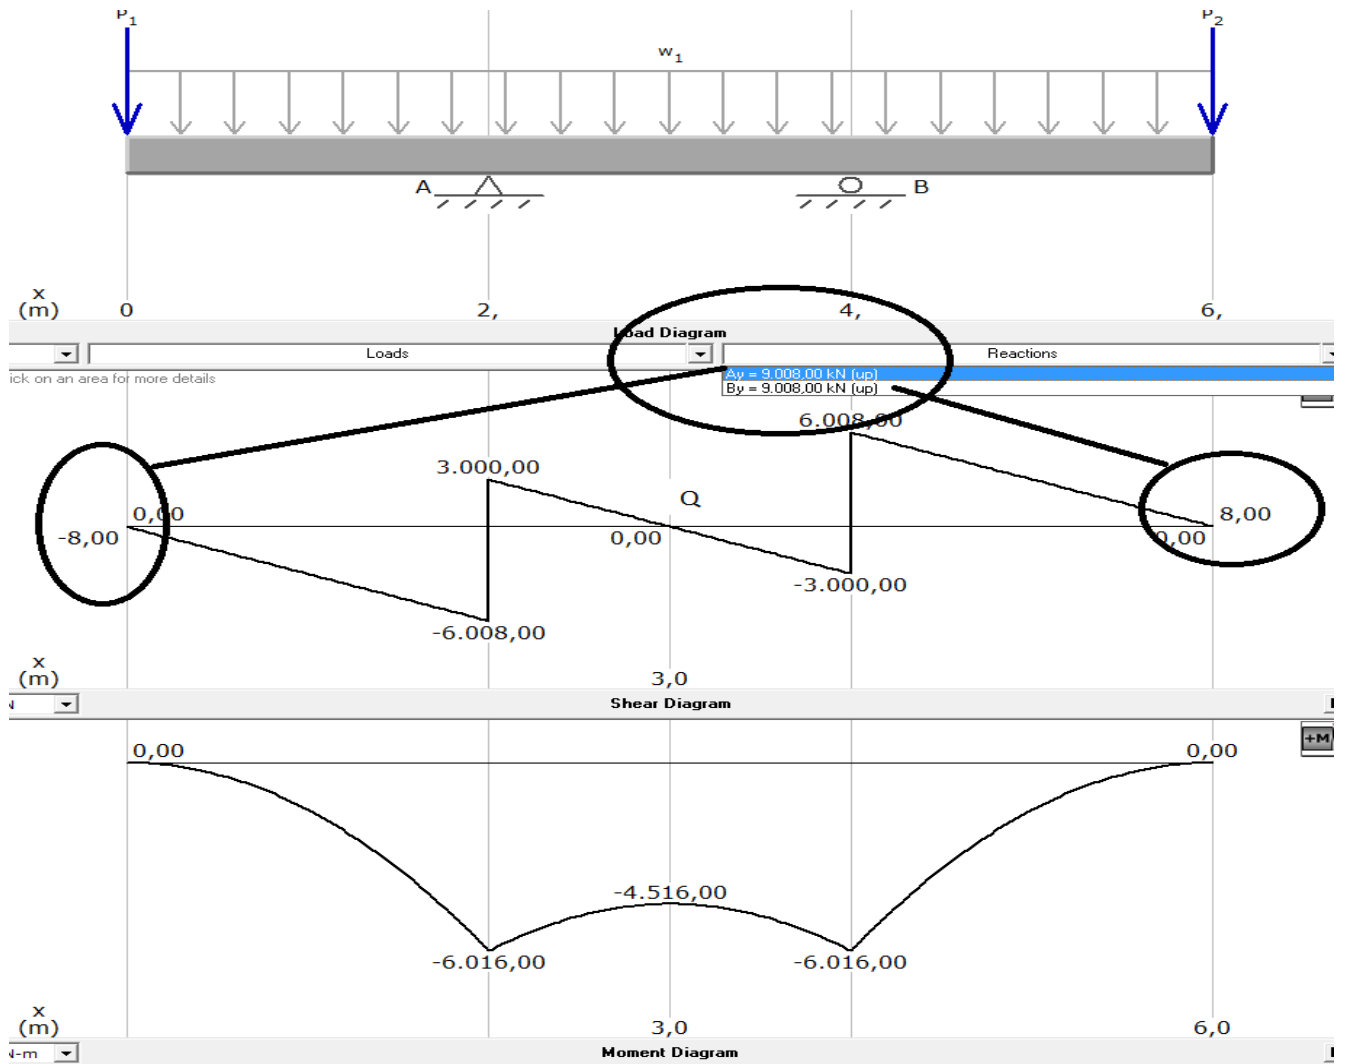 P1 P2
w1
A B
x
(m) 0 2, 4, 6,
Load Diagram
Loads Reactions
ick on an area for more details
Ay = 9.008,00 kN (up)
By = 9.008,00 kN (up)
6.008,00
3.000,00
Q
0,00 8,00
-8,00 0,00 0,00
-3.000,00
-6.008,00
x
(m) 3,0
Shear Diagram
+M
0,00 0,00
-4.516,00
-6.016,00 -6.016,00
x
(m) 3,0 6,0
N-m
Moment Diagram